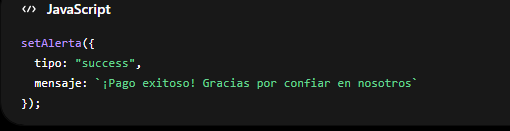 </> JavaScript
setAlerta({
  tipo: "success",
  mensaje: `¡Pago exitoso! Gracias por confiar en nosotros`
});